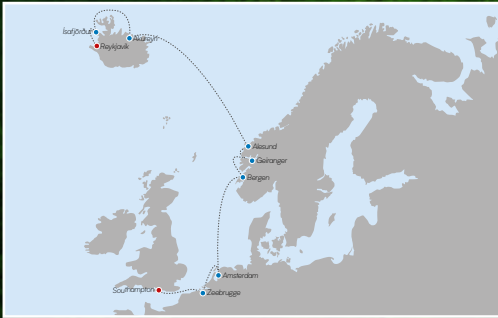 Ísafjörður
Akureyri
Reykjavik
Alesund
Geiranger
Bergen
Amsterdam
Southampton
Zeebrugge